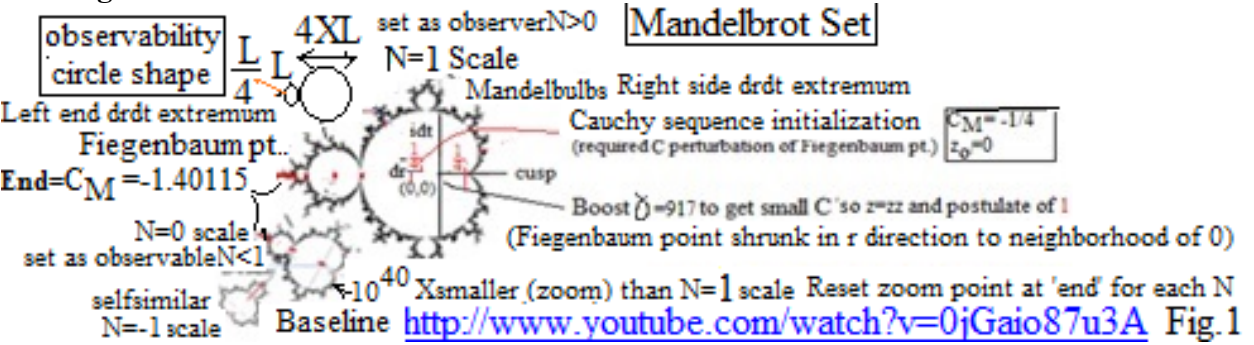 observability
circle shape
L
4
L
4XL
set as observerN>0
Mandelbrot Set
N=1 Scale
Mandelbulbs Right side drdt extremum
Left end drdt extremum
Fiegenbaum pt..
End=CM =-1.40115
idt
dr
(0,0)
cusp
Cauchy sequence initialization
(required C perturbation of Fiegenbaum pt.)
CM=-1/4
zo=0
Boost =917 to get small C so z=zz and postulate of 1
(Fiegenbaum point shrunk in r direction to neighborhood of 0)
N=0 scale
set as observableN<1
selfsimilar
N=-1 scale
10^40 Xsmaller (zoom) than N=1 scale Reset zoom point at 'end' for each N
Baseline http://www.youtube.com/watch?v=0jGaio87u3A Fig.1